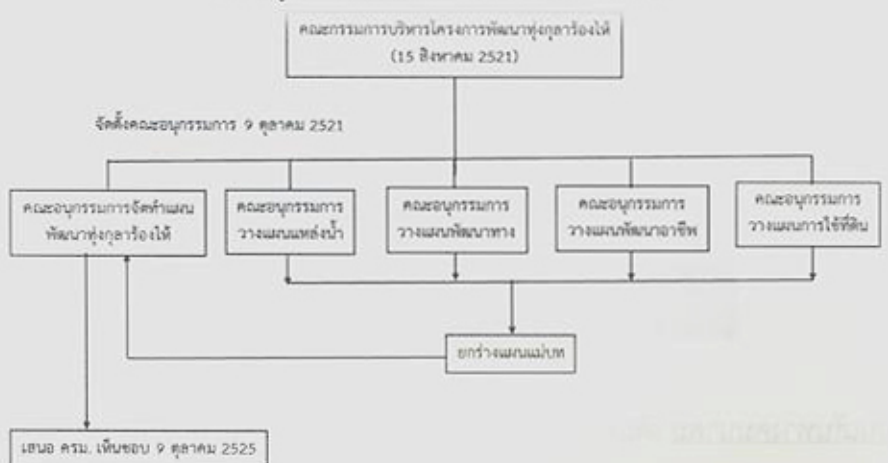 คณะกรรมการบริหารโครงการพัฒนาทุ่งกุลาร้องไห้
(15 สิงหาคม 2521)
จัดตั้งคณะอนุกรรมการ 9 ตุลาคม 2521
คณะอนุกรรมการจัดทำแผน
พัฒนาทุ่งกุลาร้องไห้
คณะอนุกรรมการ
วางแผนแหล่งน้ำ
คณะอนุกรรมการ
วางแผนพัฒนาทาง
คณะอนุกรรมการ
วางแผนพัฒนาอาชีพ
คณะอนุกรรมการ
วางแผนการใช้ที่ดิน
ยกร่างแผนแม่บท
เสนอ ครม. เห็นชอบ 9 ตุลาคม 2525